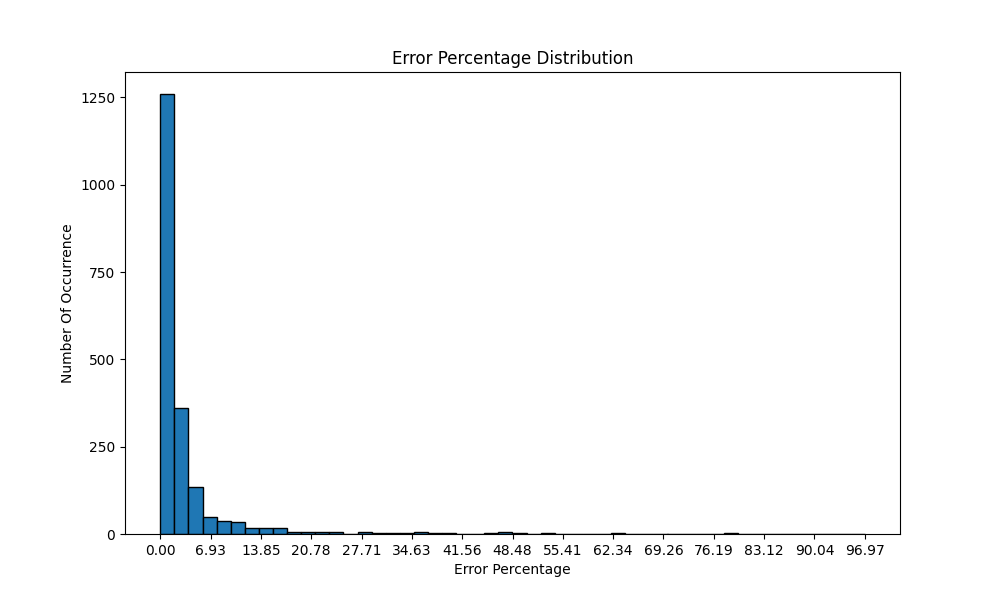 Error Percentage Distribution
Number Of Occurrence
1250
1000
750
500
250
0
0.00 6.93 13.85 20.78 27.71 34.63 41.56 48.48 55.41 62.34 69.26 76.19 83.12 90.04 96.97
Error Percentage